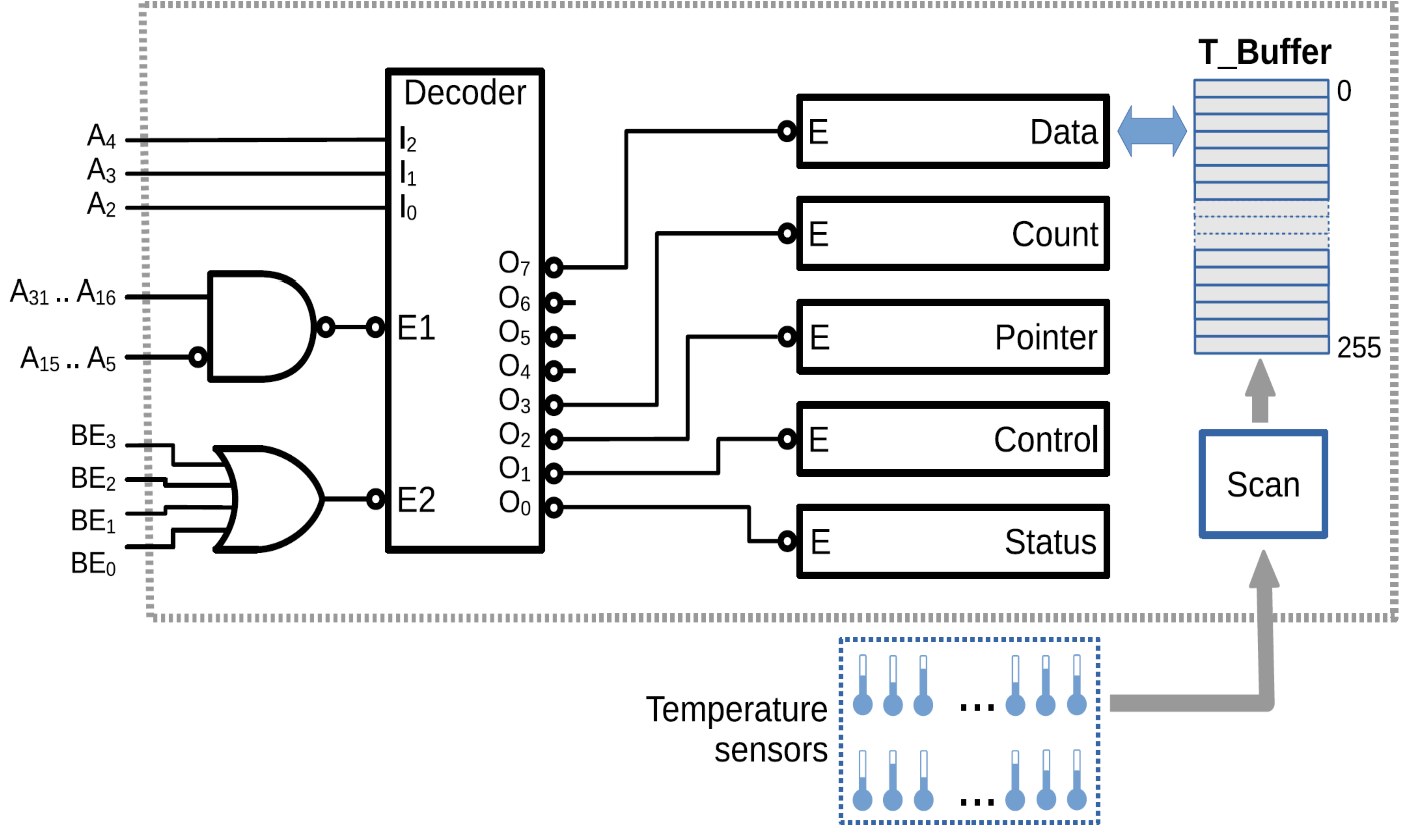 T_Buffer
0
255
Decoder
A₄
A₃
A₂
I₂
I₁
I₀
A₃₁ .. A₁₆
A₁₅ .. A₅
E1
BE₃
BE₂
BE₁
BE₀
E2
O₇
O₆
O₅
O₄
O₃
O₂
O₁
O₀
E Data
E Count
E Pointer
E Control
E Status
Scan
Temperature
sensors
...
...